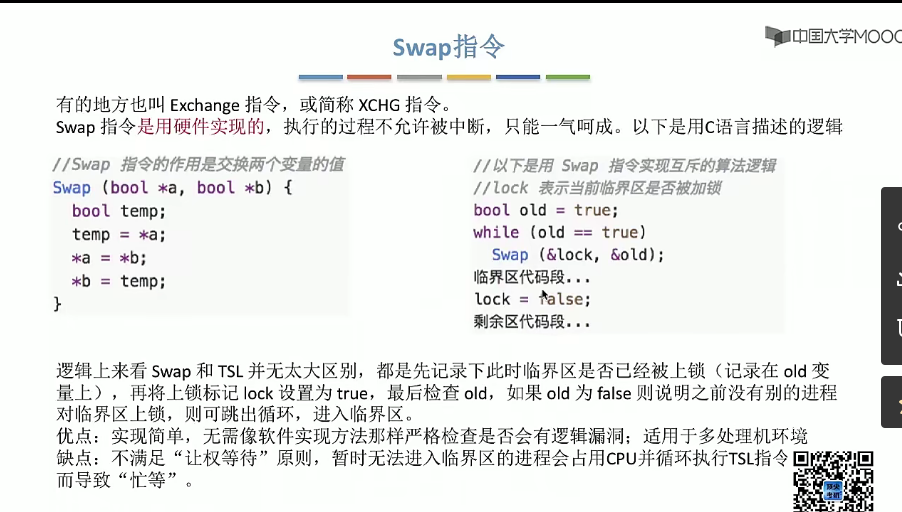 中国大学MOOC
Swap指令
有的地方也叫 Exchange 指令，或简称 XCHG 指令。
Swap 指令是用硬件实现的，执行的过程不允许被中断，只能一气呵成。以下是用C语言描述的逻辑
//Swap 指令的作用是交换两个变量的值
Swap (bool *a, bool *b) {
bool temp;
temp = *a;
*a = *b;
*b = temp;
}
//以下是用 Swap 指令实现互斥的算法逻辑
//lock 表示当前临界区是否被加锁
bool old = true;
while (old == true)
Swap (&lock, &old);
临界区代码段...
lock = false;
剩余区代码段...
逻辑上来看 Swap 和 TSL 并无太大区别，都是先记录下此时临界区是否已经被上锁（记录在 old 变
量上），再将上锁标记 lock 设置为 true，最后检查 old，如果 old 为 false 则说明之前没有别的进程
对临界区上锁，则可跳出循环，进入临界区。
优点：实现简单，无需像软件实现方法那样严格检查是否会有逻辑漏洞；适用于多处理机环境
缺点：不满足“让权等待”原则，暂时无法进入临界区的进程会占用CPU并循环执行TSL指令
而导致“忙等”。